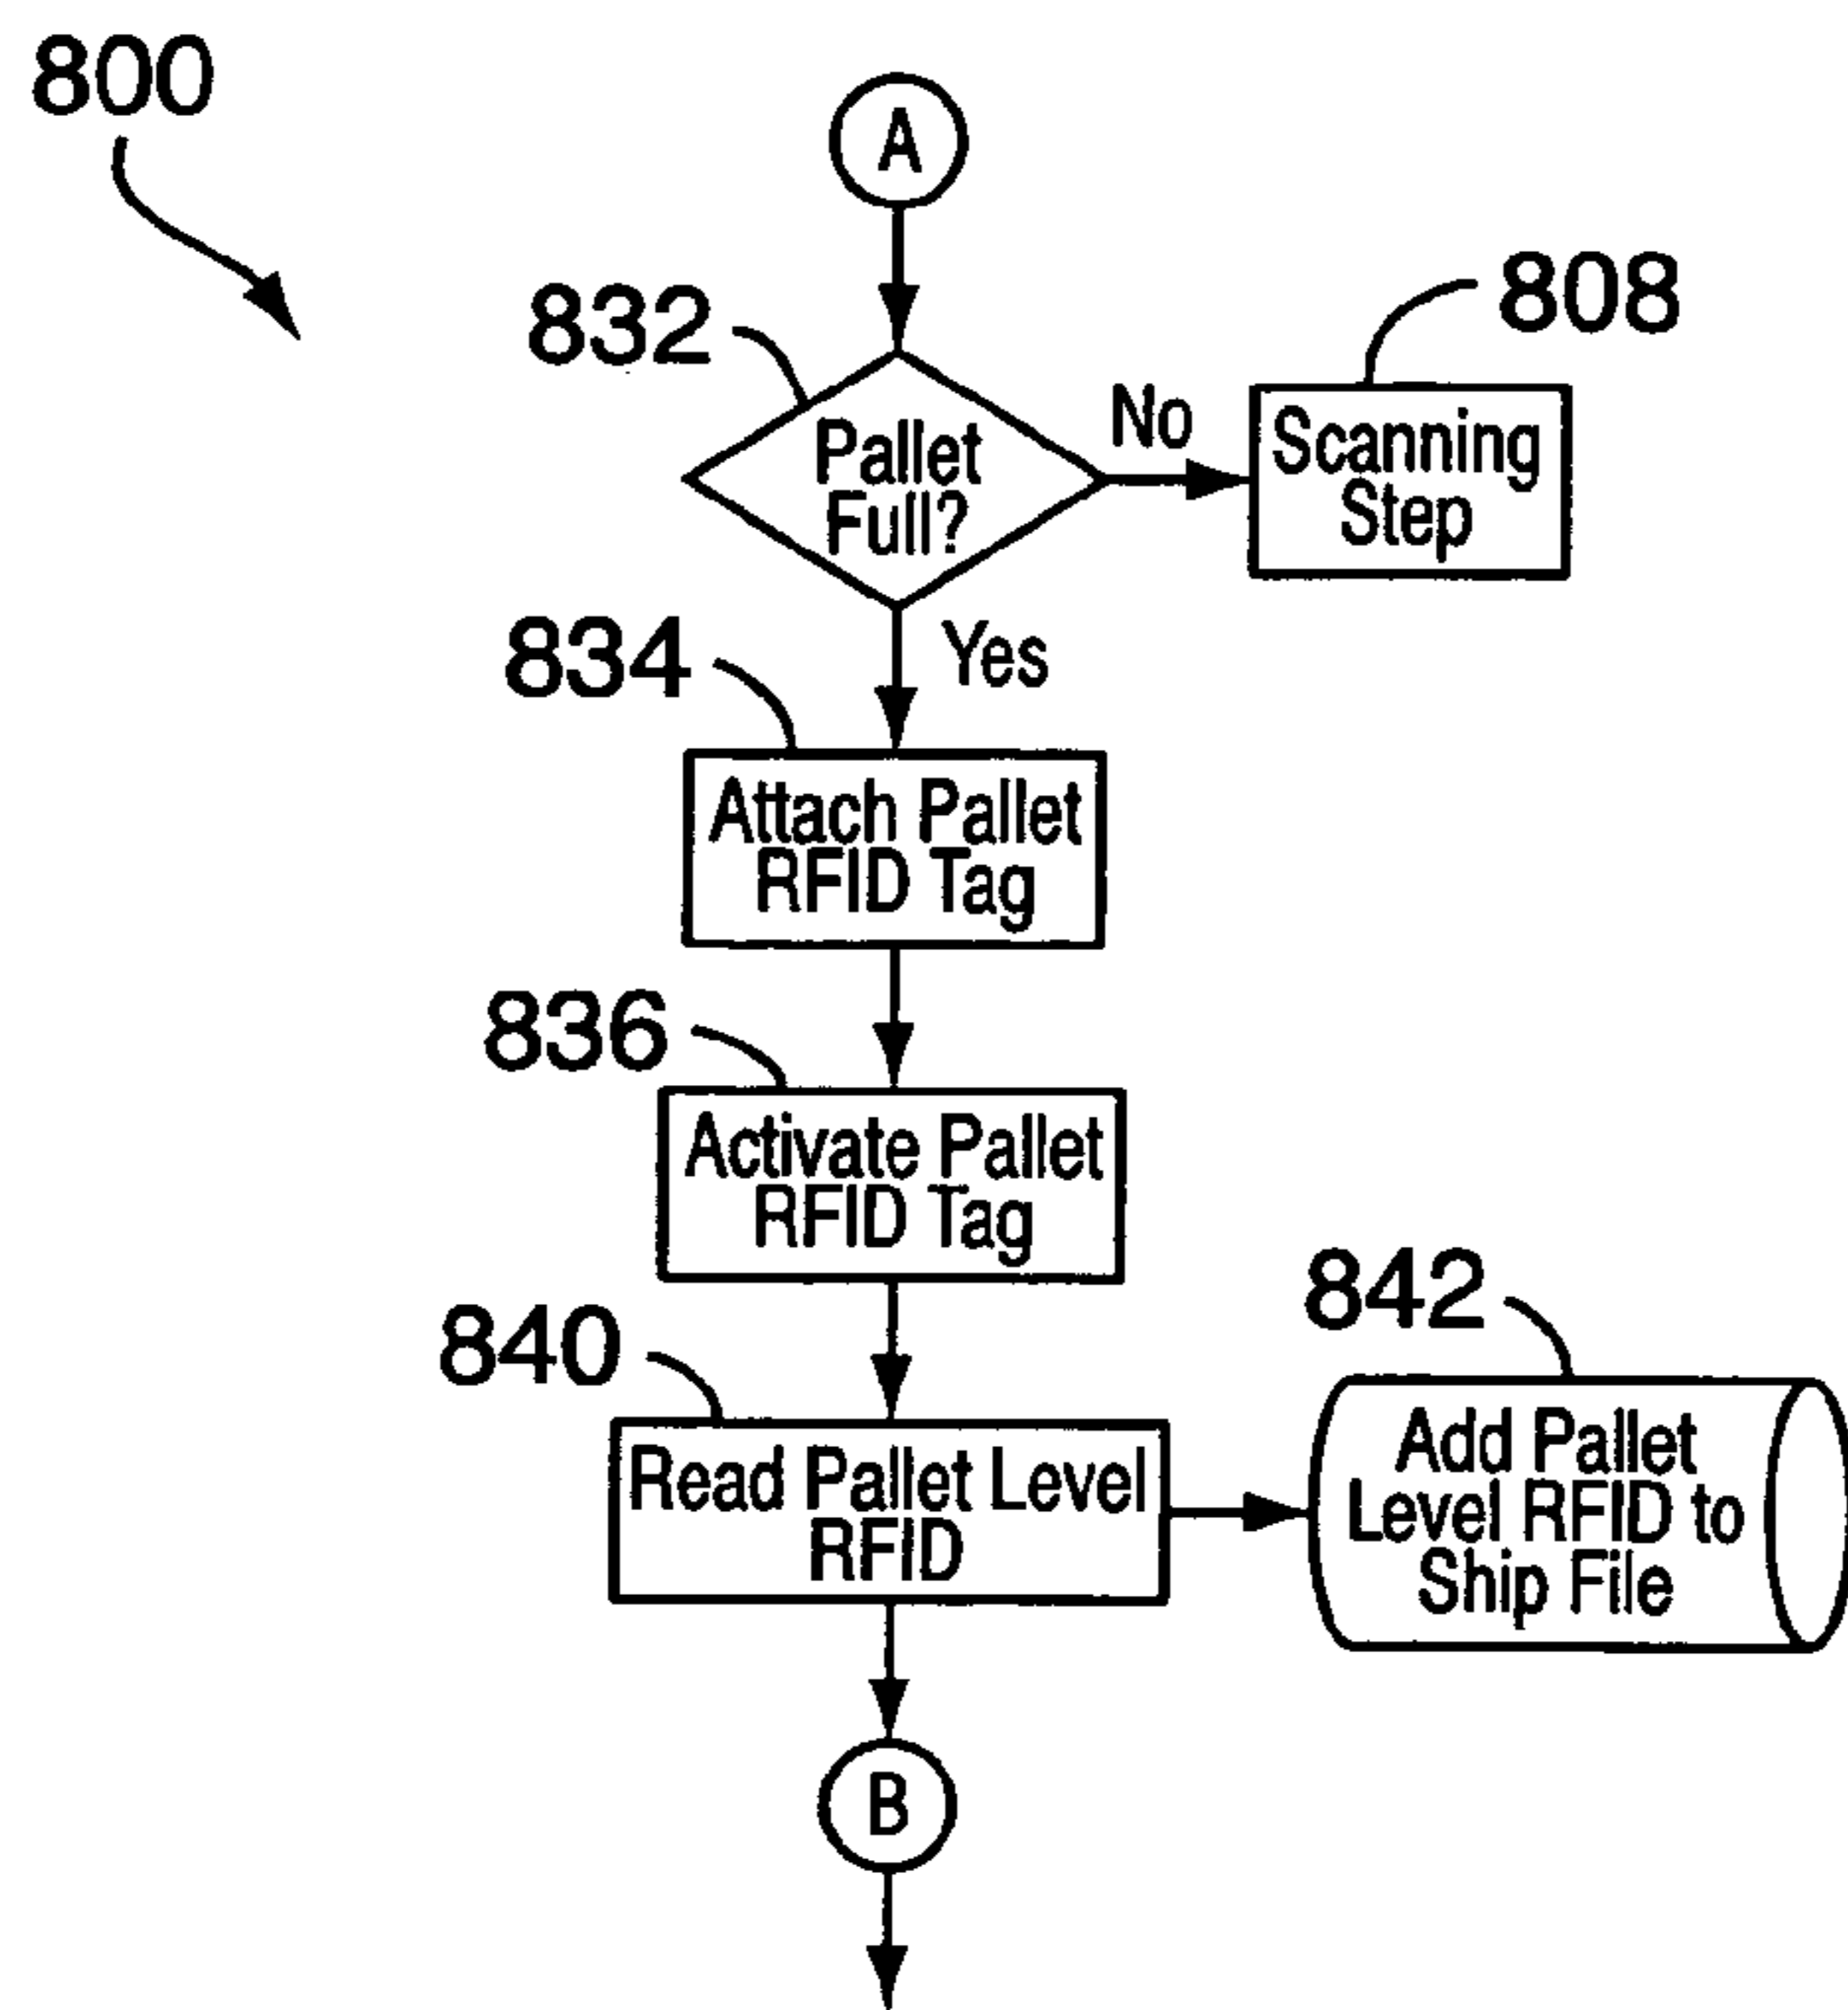 800
A
832
808
Pallet
Full?
No
Scanning
Step
Yes
834
Attach Pallet
RFID Tag
836
Activate Pallet
RFID Tag
840
842
Read Pallet Level
RFID
Add Pallet
Level RFID to
Ship File
B